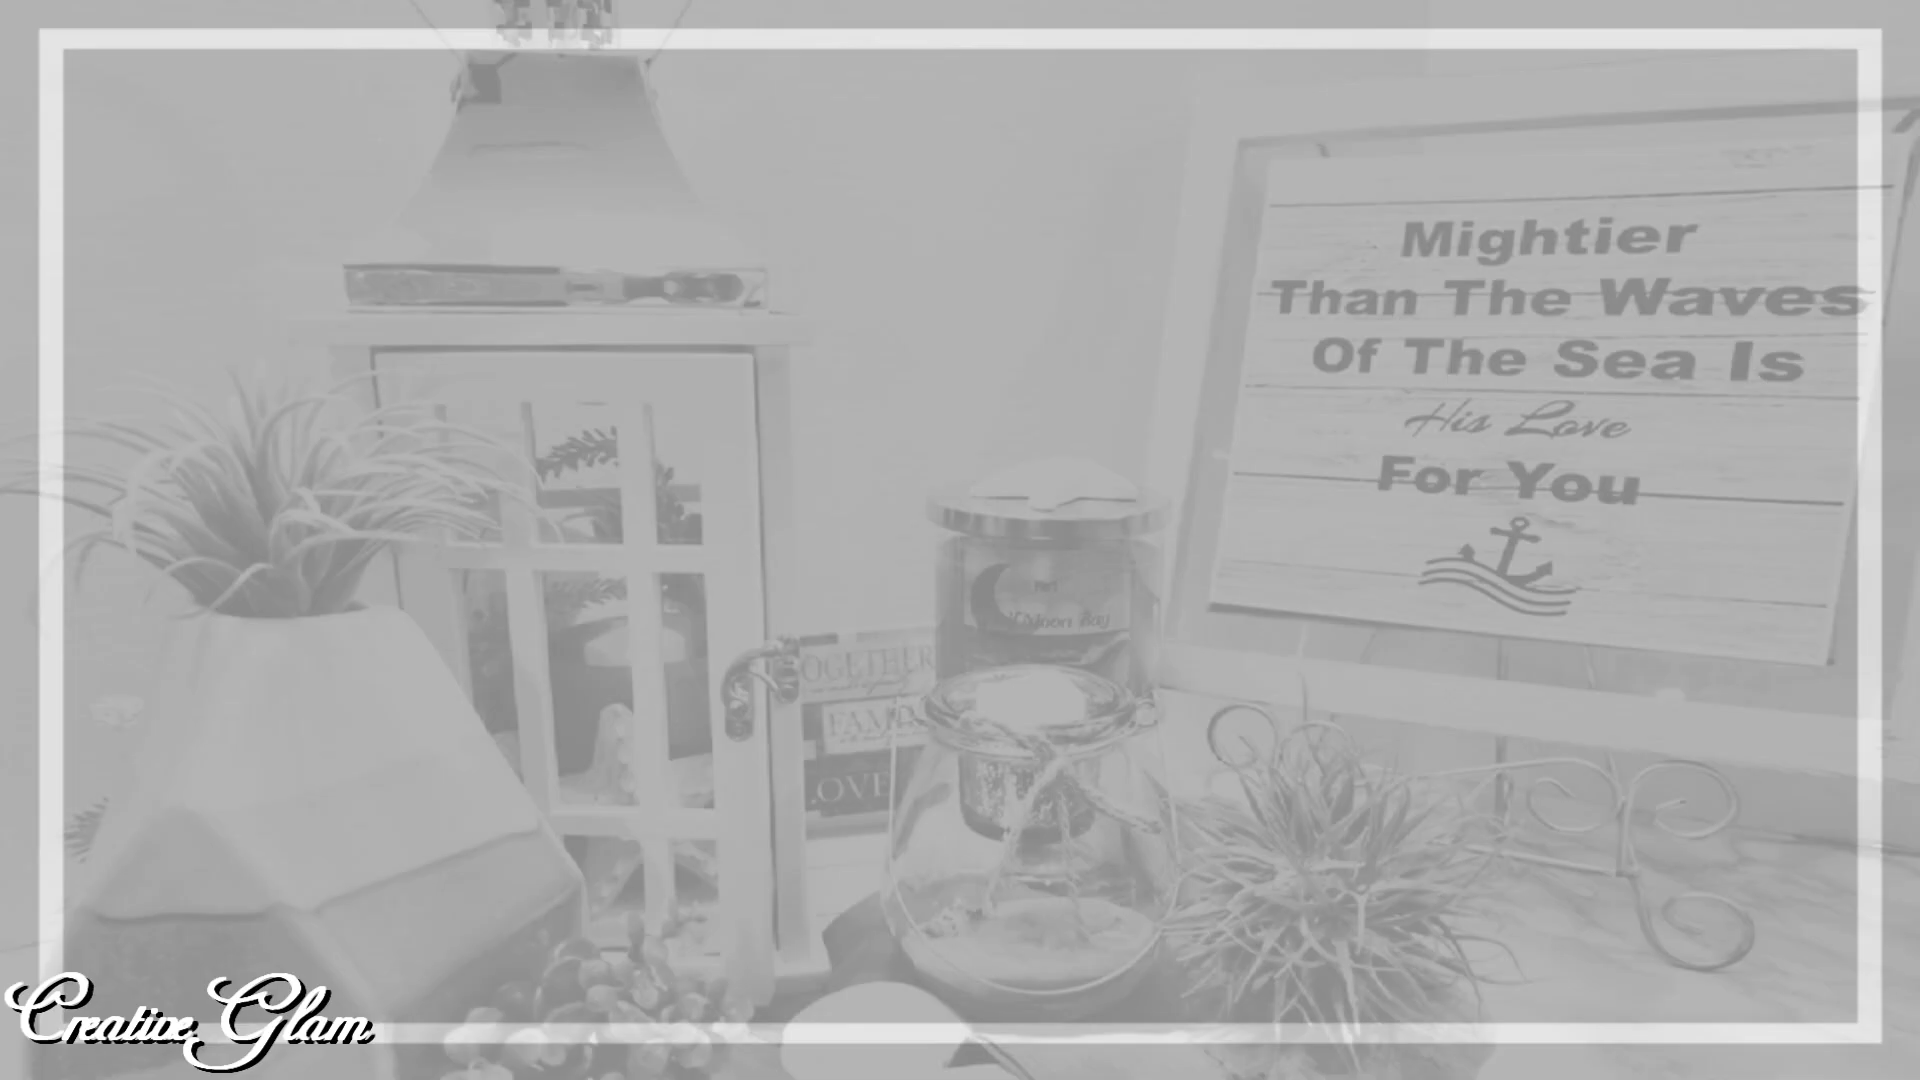 Mightier
Than The Waves
Of The Sea Is
His Love
For You
Moon Bay
OGETHER
FAM
LOVE
Creative Glam